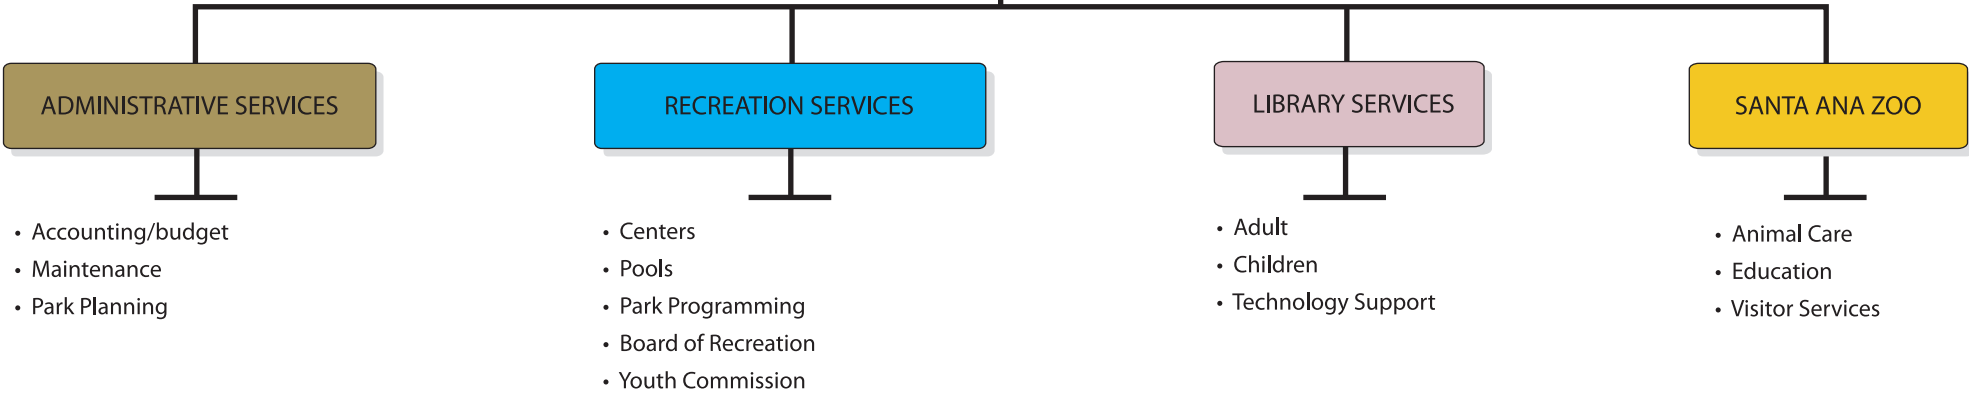 ADMINISTRATIVE SERVICES
• Accounting/budget
• Maintenance
• Park Planning
RECREATION SERVICES
• Centers
• Pools
• Park Programming
• Board of Recreation
• Youth Commission
LIBRARY SERVICES
• Adult
• Children
• Technology Support
SANTA ANA ZOO
• Animal Care
• Education
• Visitor Services